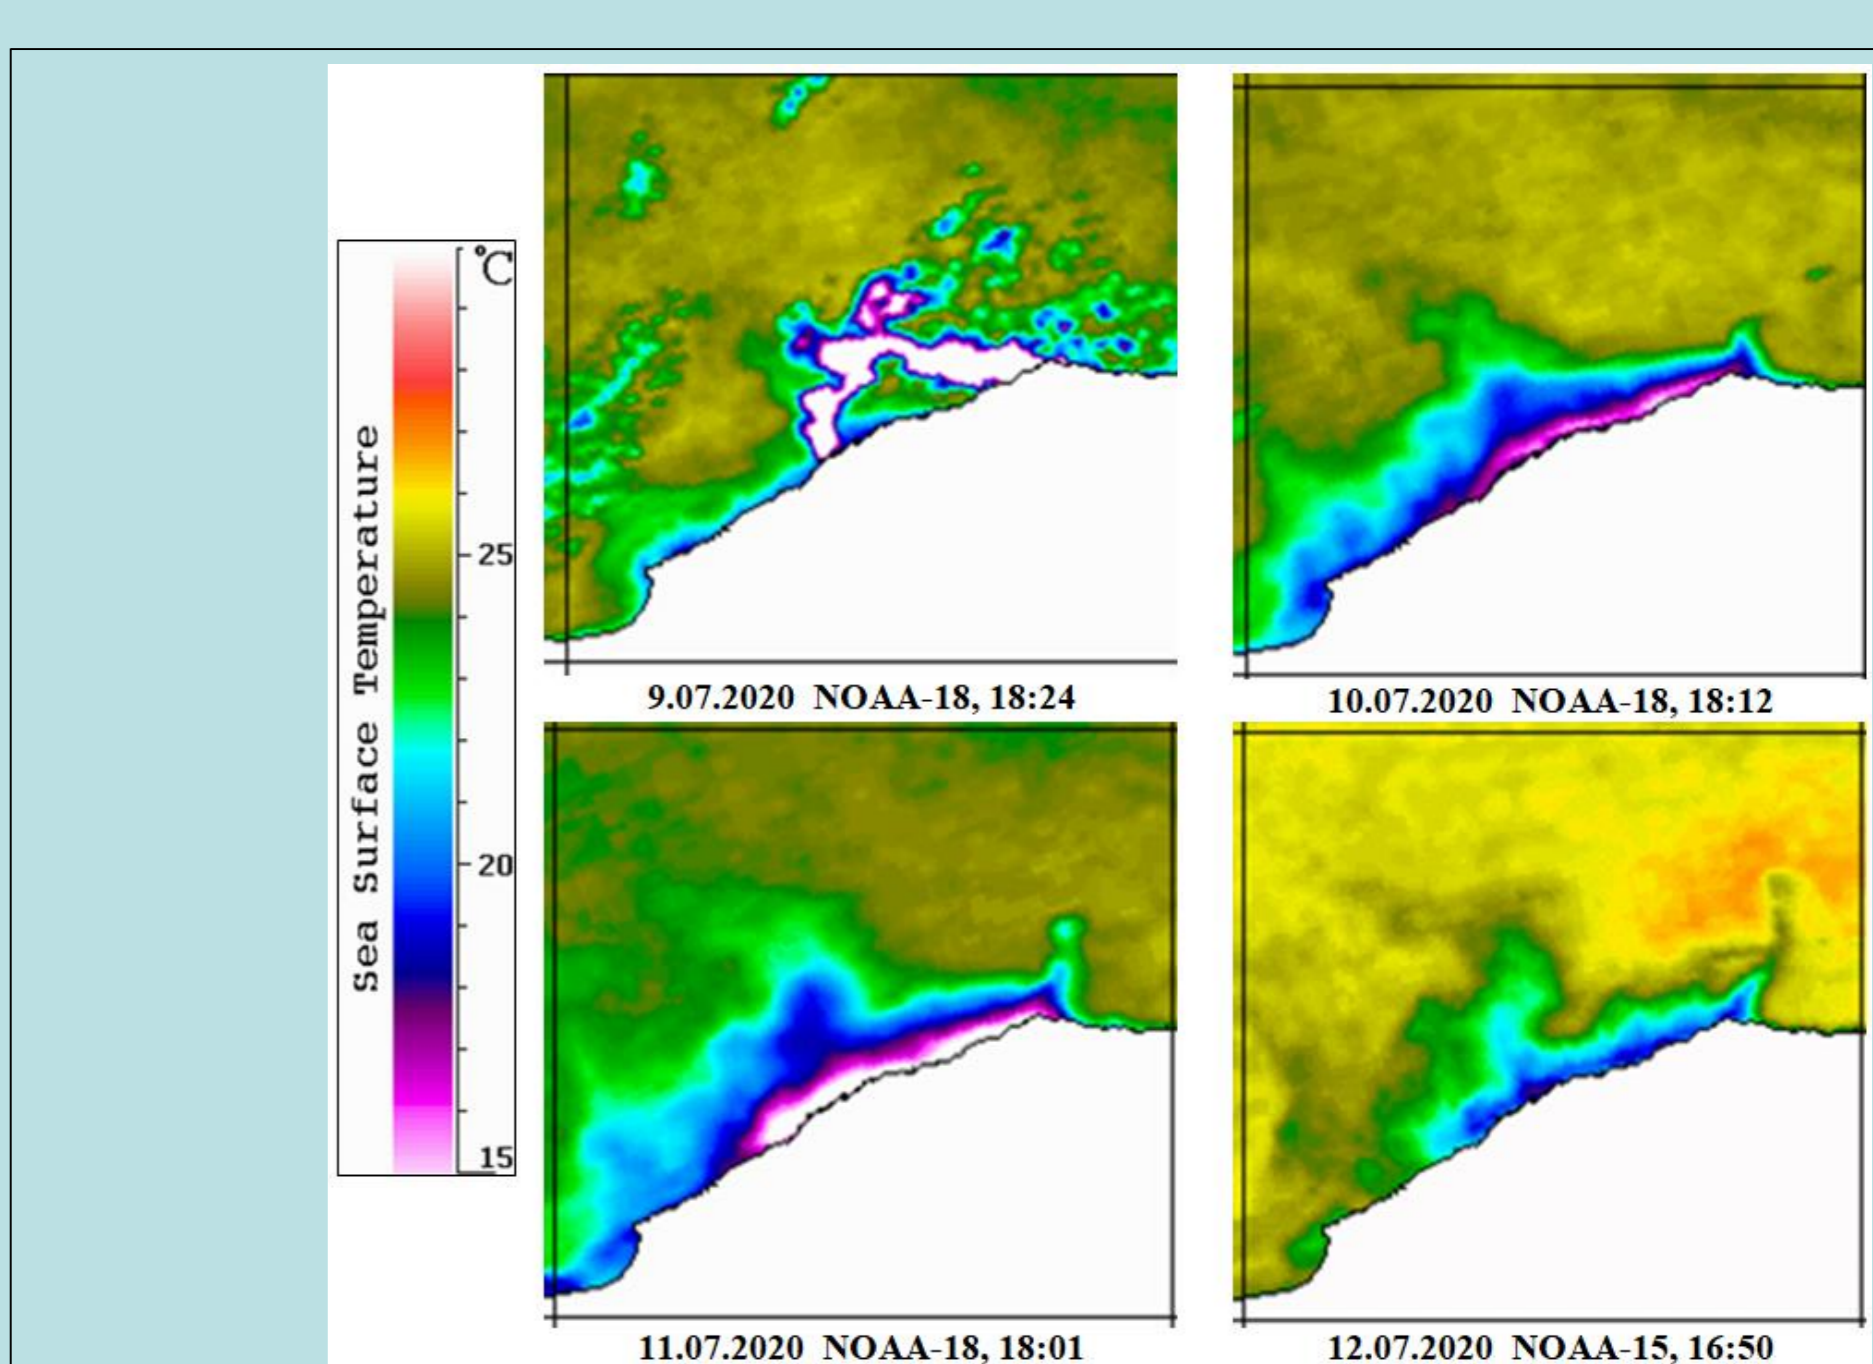 °C
25
20
15
Sea surface Temperature
9.07.2020 NOAA-18, 18:24
10.07.2020 NOAA-18, 18:12
11.07.2020 NOAA-18, 18:01
12.07.2020 NOAA-15, 16:50